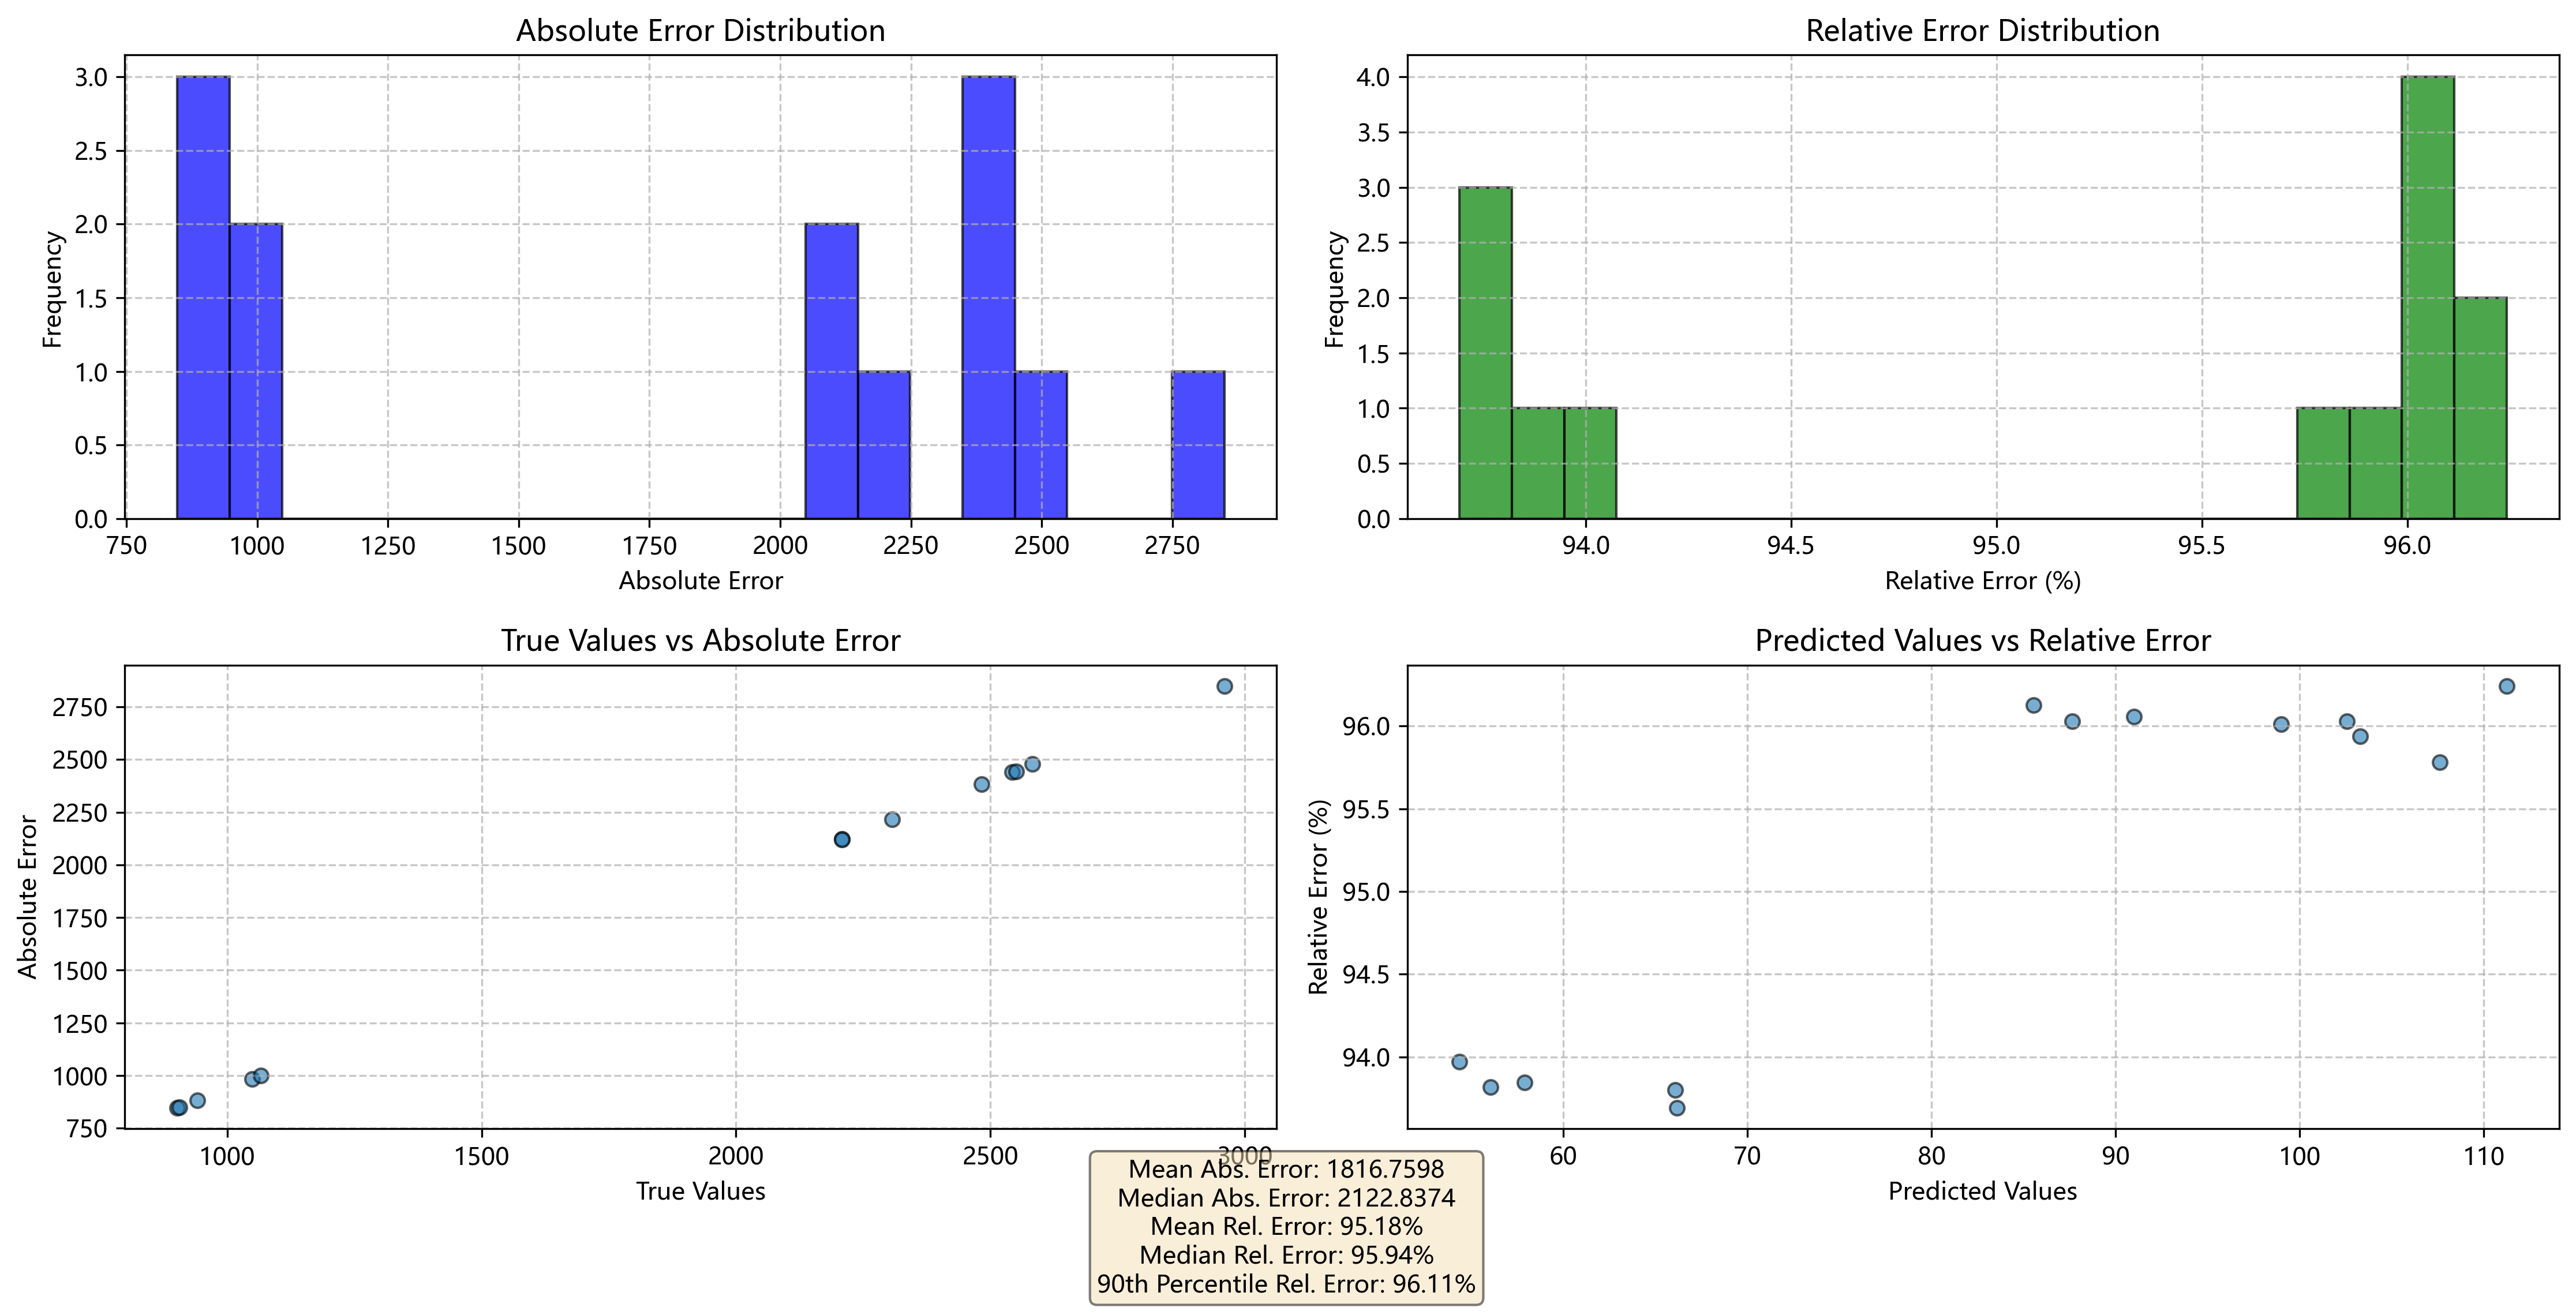 Absolute Error Distribution
3.0
2.5
2.0
1.5
1.0
0.5
0.0
Frequency
750 1000 1250 1500 1750 2000 2250 2500 2750
Absolute Error
Relative Error Distribution
4.0
3.5
3.0
2.5
2.0
1.5
1.0
0.5
0.0
Frequency
94.0 94.5 95.0 95.5 96.0
Relative Error (%)
True Values vs Absolute Error
2750
2500
2250
2000
1750
1500
1250
1000
750
Absolute Error
1000 1500 2000 2500 3000
True Values
Predicted Values vs Relative Error
96.0
95.5
95.0
94.5
94.0
Relative Error (%)
60 70 80 90 100 110
Predicted Values
Mean Abs. Error: 1816.7598
Median Abs. Error: 2122.8374
Mean Rel. Error: 95.18%
Median Rel. Error: 95.94%
90th Percentile Rel. Error: 96.11%